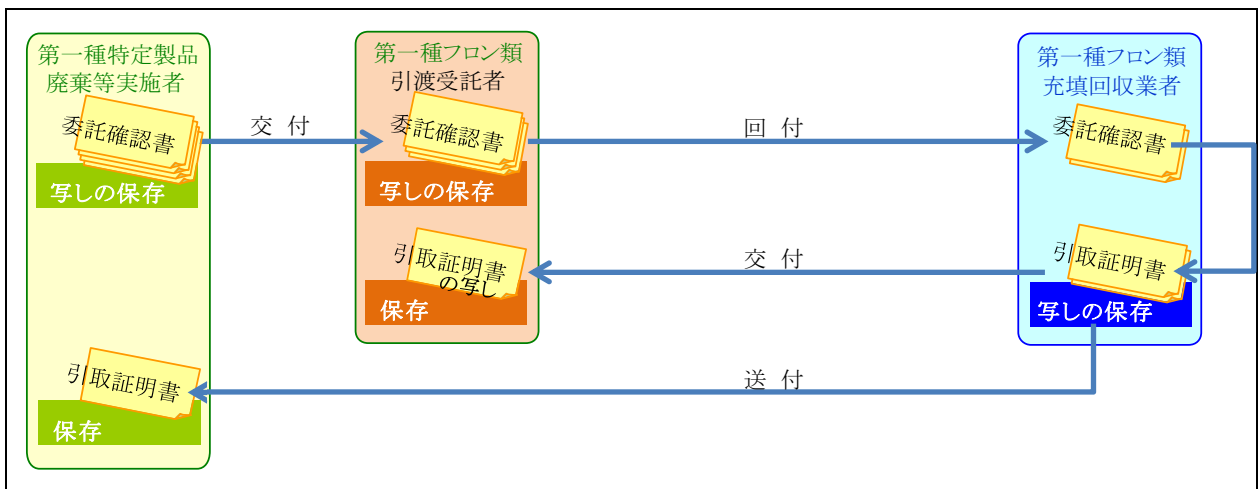 第一種特定製品
廃棄等実施者
委託確認書
写しの保存
交 付
第一種フロン類
引渡受託者
委託確認書
写しの保存
回 付
第一種フロン類
充填回収業者
委託確認書
引取証明書
の写し
保存
交 付
引取証明書
写しの保存
送 付
引取証明書
保存